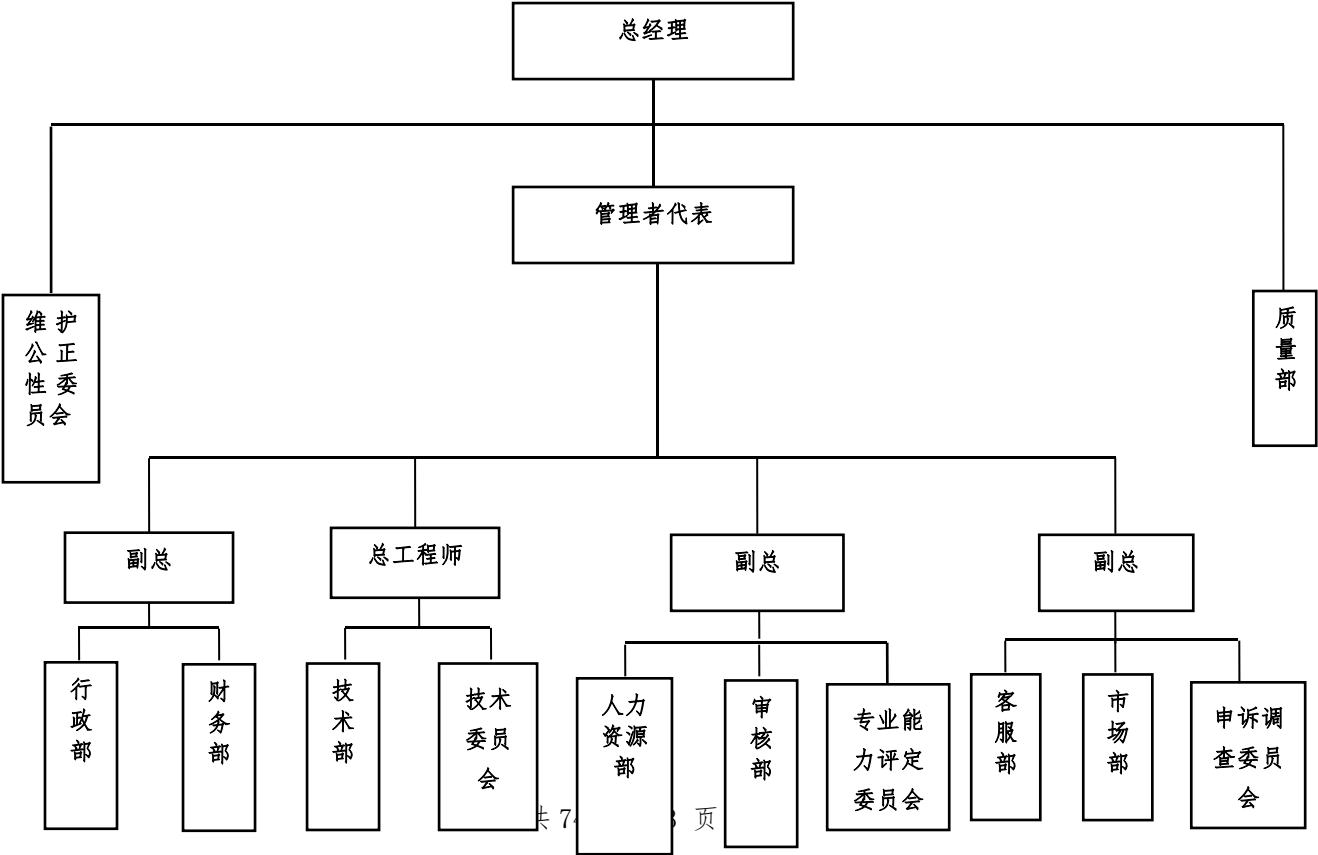 总经理
管理者代表
维护
公正
性委
员会
质
量
部
副总
总工程师
副总
副总
行
政
部
财
务
部
技
术
部
技术
委员
会
人力
资源
部
审
核
部
专业能
力评定
委员会
客
服
部
市
场
部
申诉调
查委员
会
共 7 页